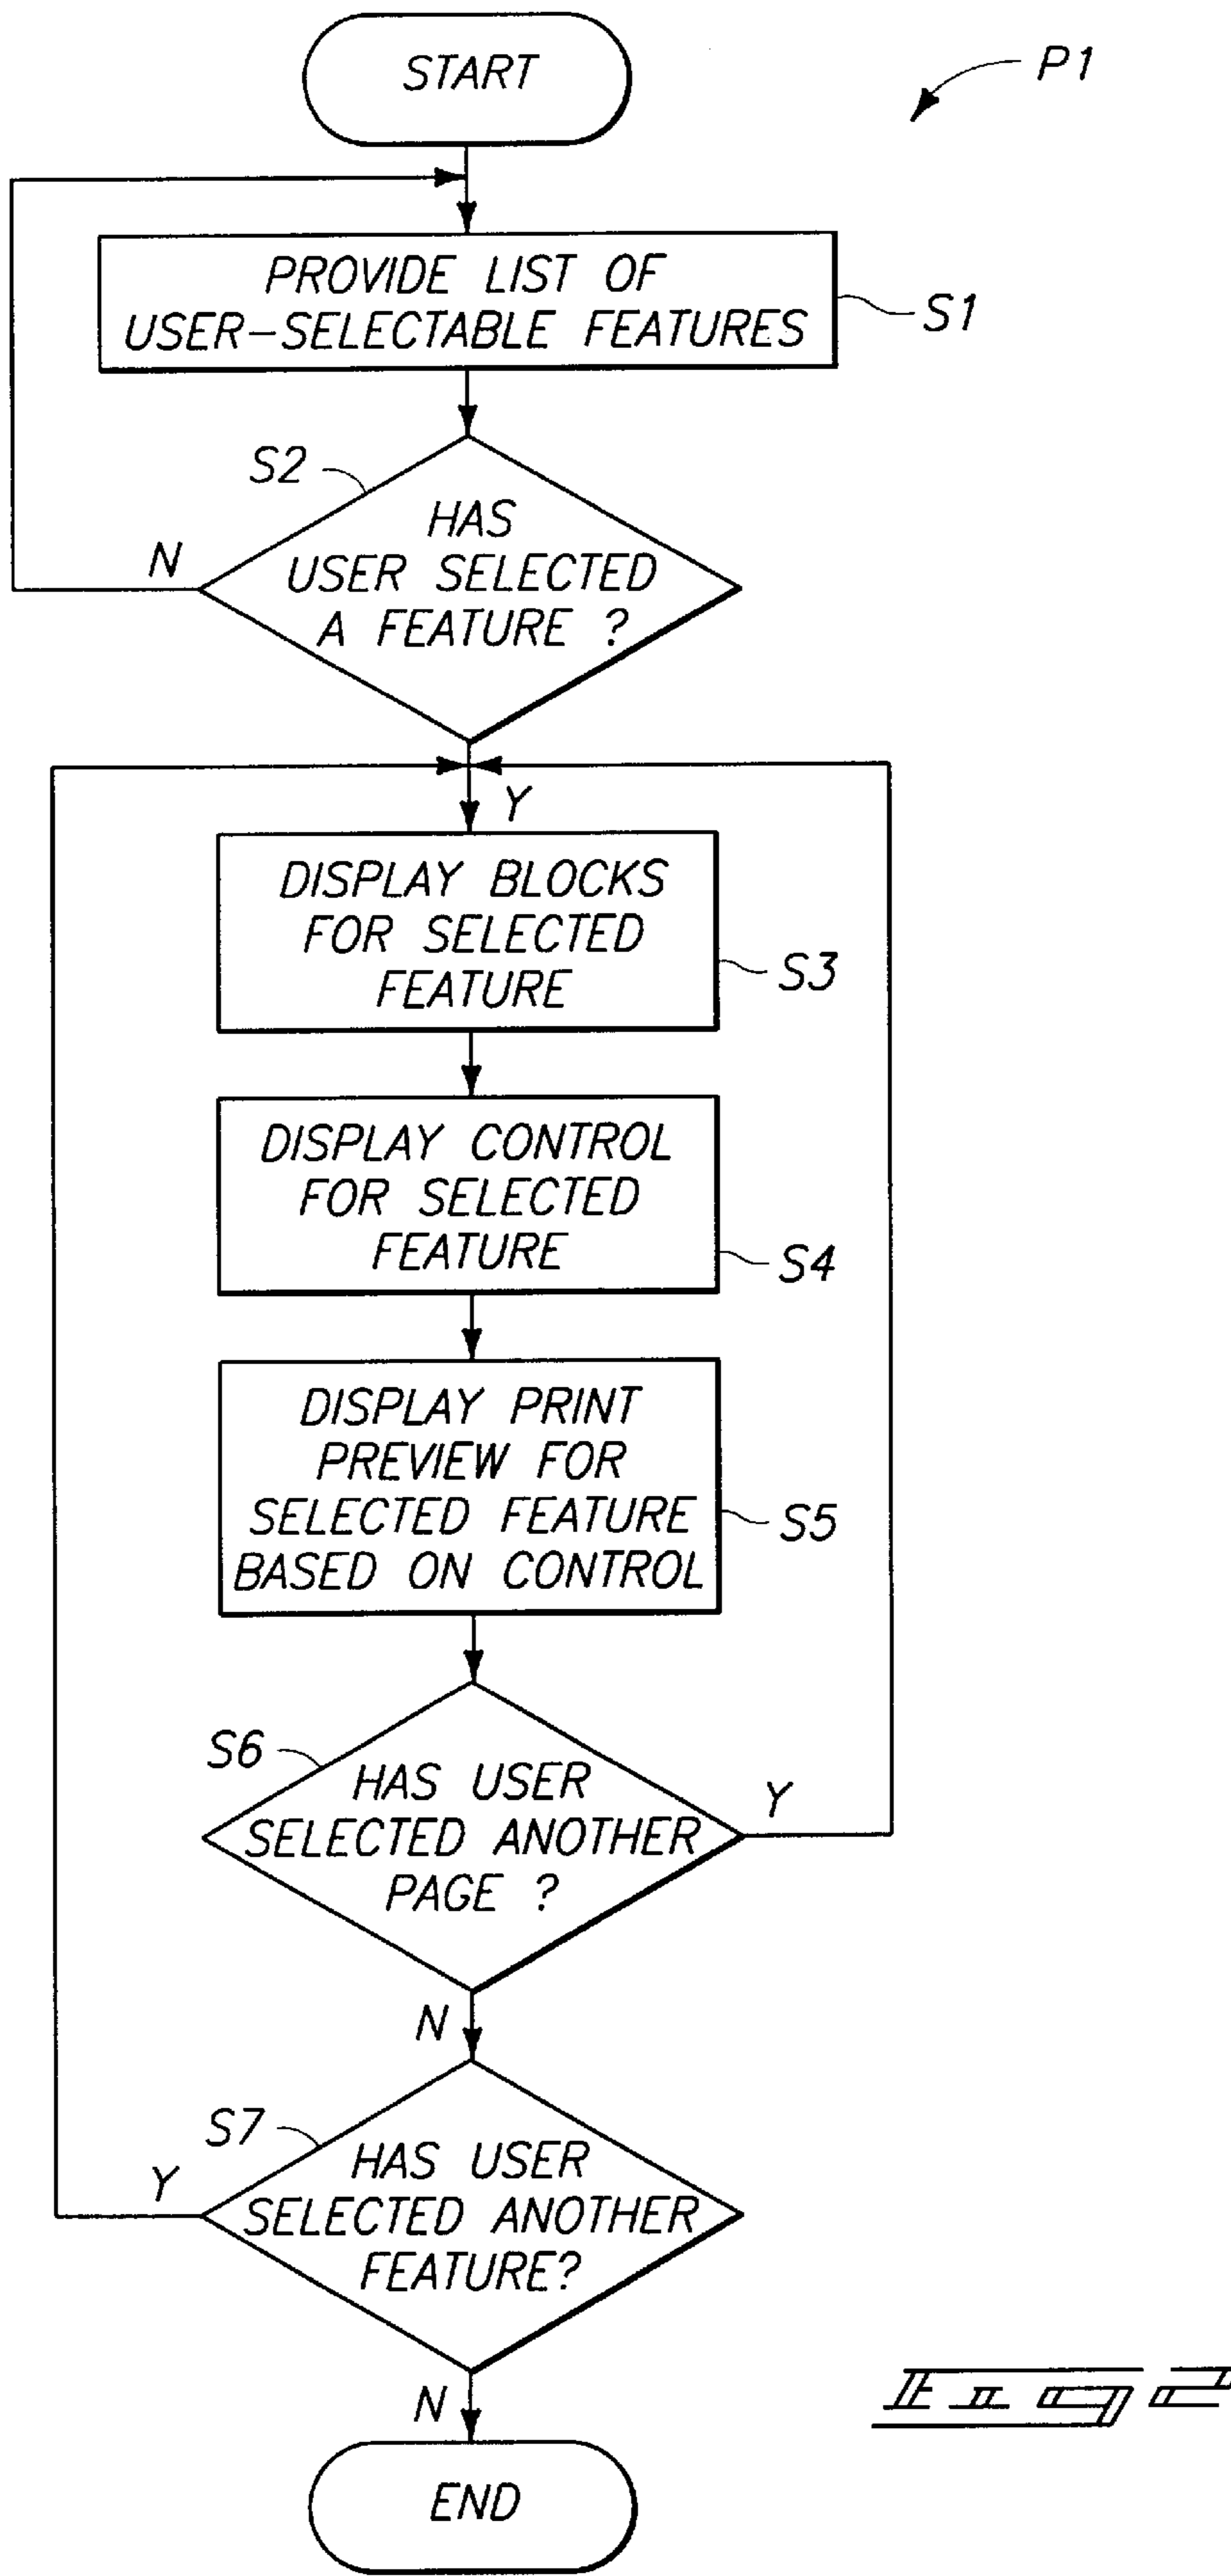 START
P1
PROVIDE LIST OF
USER-SELECTABLE FEATURES
S1
S2
HAS
USER SELECTED
A FEATURE ?
N
Y
DISPLAY BLOCKS
FOR SELECTED
FEATURE
S3
DISPLAY CONTROL
FOR SELECTED
FEATURE
S4
DISPLAY PRINT
PREVIEW FOR
SELECTED FEATURE
BASED ON CONTROL
S5
S6
HAS USER
SELECTED ANOTHER
PAGE ?
Y
N
S7
HAS USER
SELECTED ANOTHER
FEATURE?
Y
N
END
Fig 2